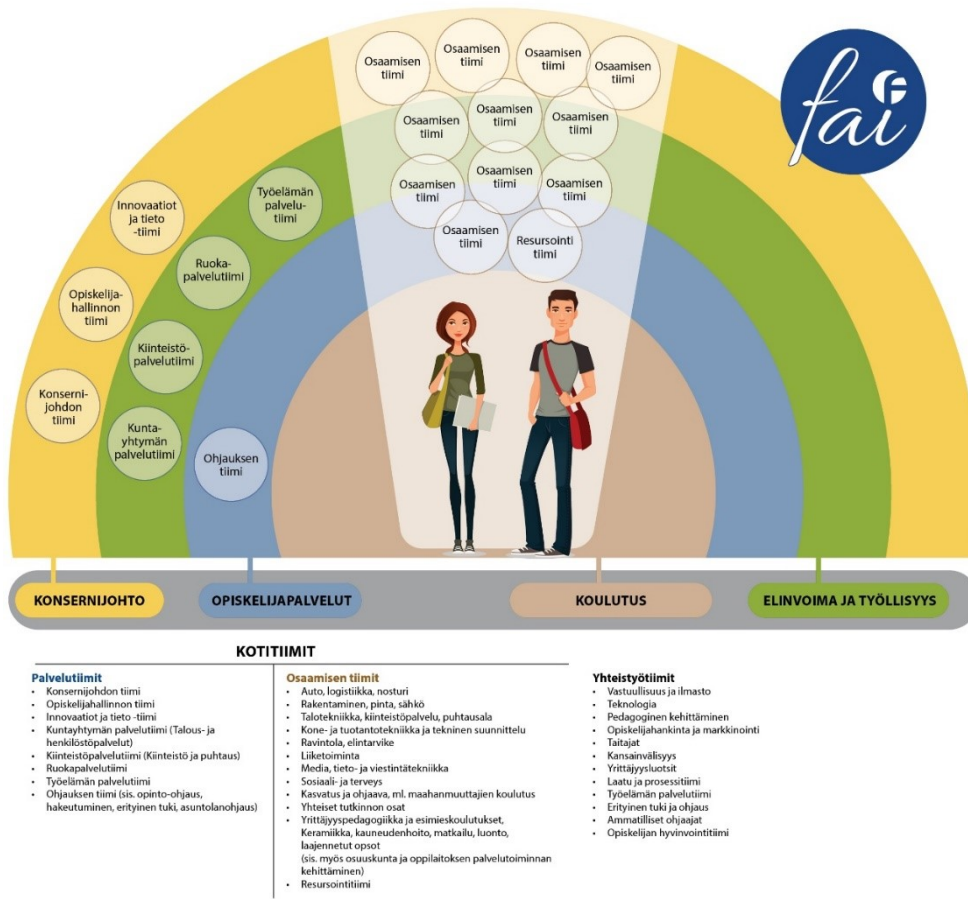 Osaamisen
tiimi
Osaamisen
tiimi
Osaamisen
tiimi
Osaamisen
tiimi
fai
Osaamisen
tiimi
Osaamisen
tiimi
Osaamisen
tiimi
Osaamisen
tiimi
Osaamisen
tiimi
Osaamisen
tiimi
Osaamisen
tiimi
Resursointi
tiimi
Työelämän
palvelu-
tiimi
Innovaatiot
ja tieto
-tiimi
Ruoka-
palvelutiimi
Opiskelija-
hallinnon
tiimi
Kiinteistö-
palvelutiimi
Konserni-
johdon
tiimi
Kunta-
yhtymän
palvelutiimi
Ohjauksen
tiimi
KONSERNIJOHTO
OPISKELIJAPALVELUT
KOULUTUS
ELINVOIMA JA TYÖLLISYYS
KOTITIIMIT
Palvelutiimit
• Konsernijohdon tiimi
• Opiskelijahallinnon tiimi
• Innovaatiot ja tieto -tiimi
• Kuntayhtymän palvelutiimi (Talous- ja
henkilöstöpalvelut)
• Kiinteistöpalvelutiimi (Kiinteistö ja puhtaus)
• Ruokapalvelutiimi
• Työelämän palvelutiimi
• Ohjauksen tiimi (sis. opinto-ohjaus,
hakeutuminen, erityinen tuki, asuntolanohjaus)
Osaamisen tiimit
• Auto, logistiikka, nosturi
• Rakentaminen, pinta, sähkö
• Talotekniikka, kiinteistöpalvelu, puhtausala
• Kone- ja tuotantotekniikka ja tekninen suunnittelu
• Ravintola, elintarvike
• Liiketoiminta
• Media, tieto- ja viestintätekniikka
• Sosiaali- ja terveys
• Kasvatus ja ohjaava, ml. maahanmuuttajien koulutus
• Yhteiset tutkinnon osat
• Yrittäjyyspedagogiikka ja esimieskoulutukset,
Keramiikka, kauneudenhoito, matkailu, luonto,
laajennetut opsot
(sis. myös osuuskunta ja oppilaitoksen palvelutoiminnan
kehittäminen)
• Resursointitiimi
Yhteistyötiimit
• Vastuullisuus ja ilmasto
• Teknologia
• Pedagoginen kehittäminen
• Opiskelijahankinta ja markkinointi
• Taitajat
• Kansainvälisyys
• Yrittäjyysluotsit
• Laatu ja prosessitiimi
• Työelämän palvelutiimi
• Erityinen tuki ja ohjaus
• Ammatilliset ohjaajat
• Opiskelijan hyvinvointitiimi